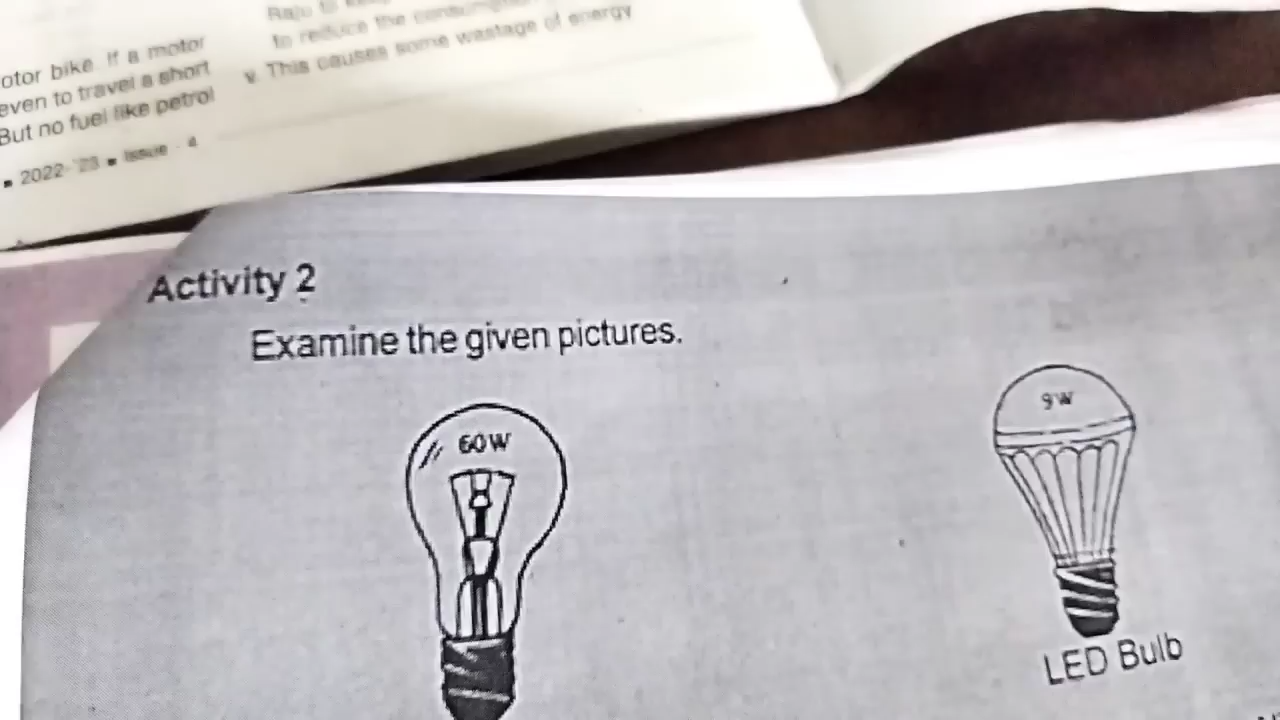 otor bike. If a motor
even to travel a short
But no fuel like petrol
▪ 2022-'23 ▪ Issue - 4
Raju to
to reduce the consumption
v. This causes some wastage of energy
Activity 2
Examine the given pictures.
60W
9W
LED Bulb